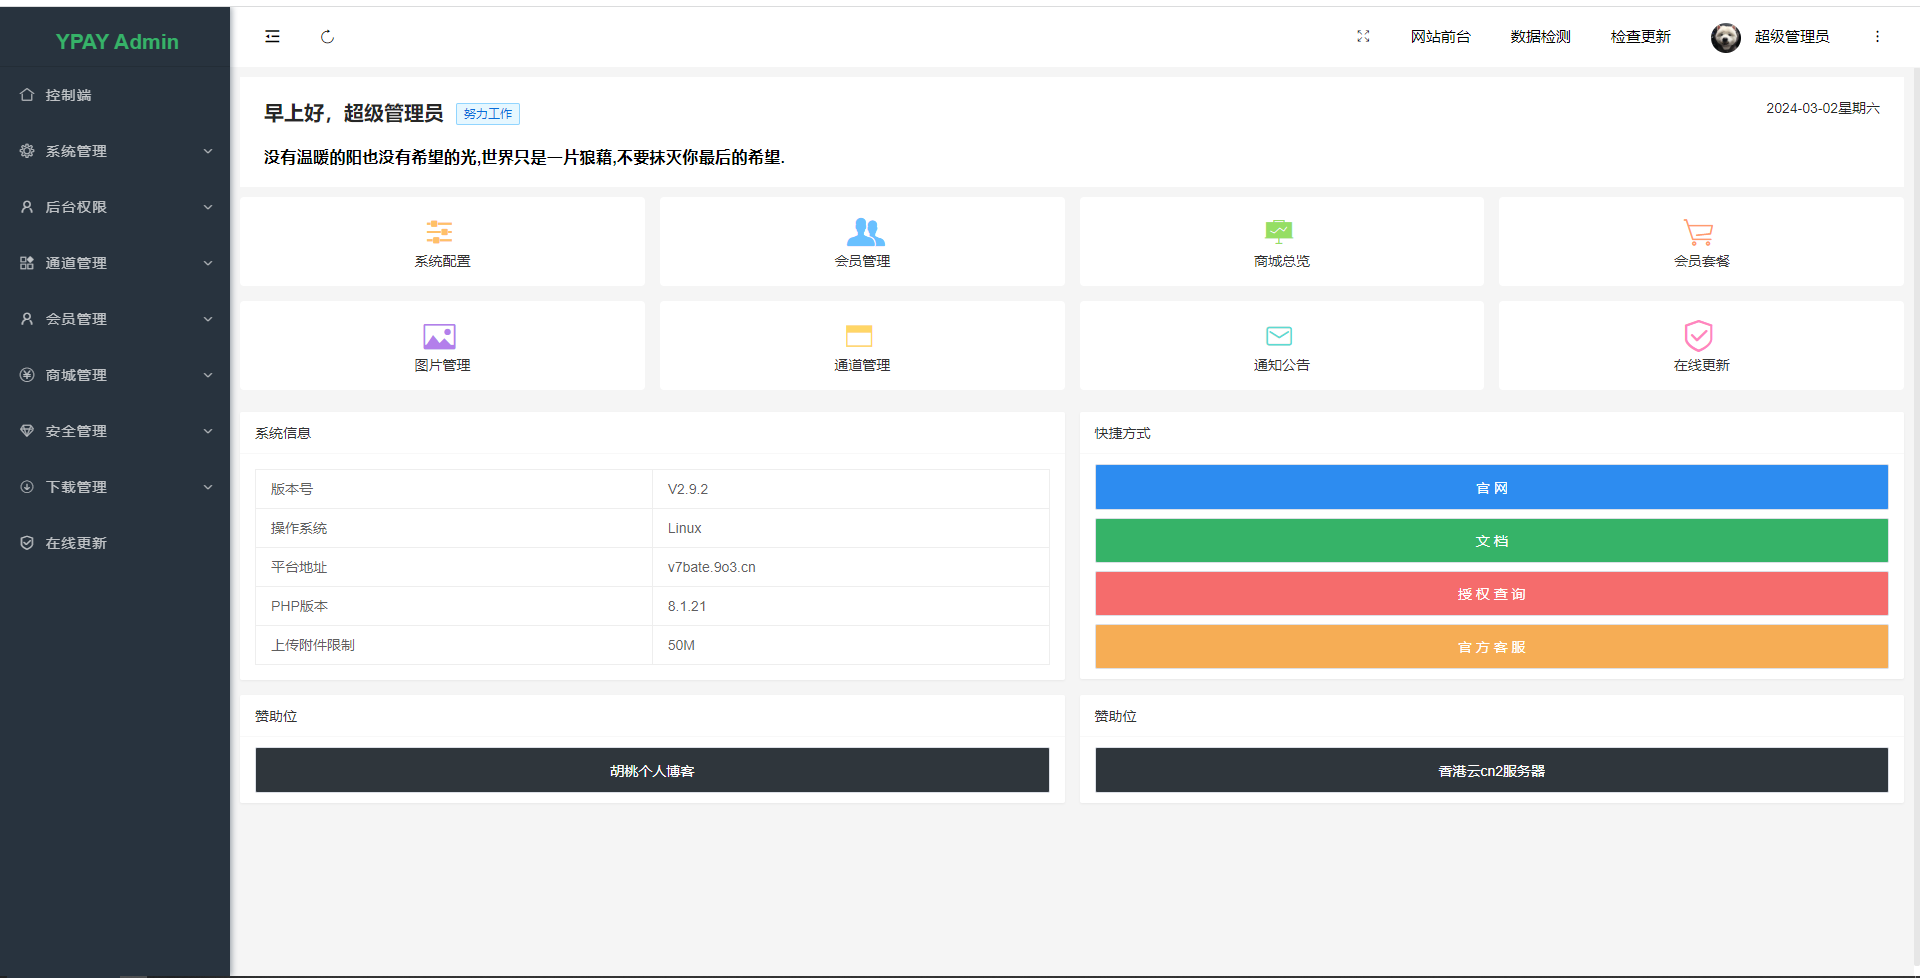 YPAY Admin
控制端
系统管理
后台权限
通道管理
会员管理
商城管理
安全管理
下载管理
在线更新
网站前台
数据检测
检查更新
超级管理员
早上好，超级管理员 努力工作
2024-03-02星期六
没有温暖的阳也没有希望的光,世界只是一片狼藉,不要抹灭你最后的希望.
系统配置
会员管理
商城总览
会员套餐
图片管理
通道管理
通知公告
在线更新
系统信息
版本号 V2.9.2
操作系统 Linux
平台地址 v7bate.9o3.cn
PHP版本 8.1.21
上传附件限制 50M
快捷方式
官网
文档
授权查询
官方客服
赞助位
胡桃个人博客
赞助位
香港云cn2服务器